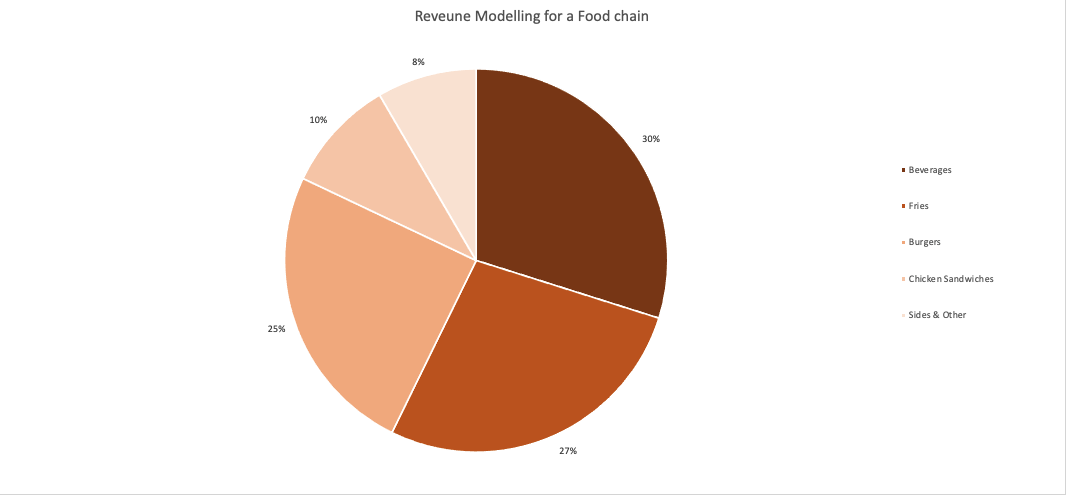 Reveune Modelling for a Food chain
8%
30%
10%
25%
27%
Beverages
Fries
Burgers
Chicken Sandwiches
Sides & Other